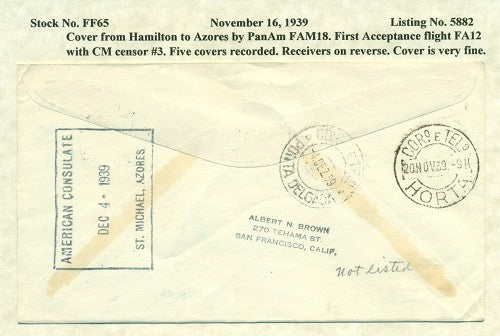 Stock No. FF65 November 16, 1939 Listing No. 5882
Cover from Hamilton to Azores by PanAm FAM18. First Acceptance flight FA12
with CM censor #3. Five covers recorded. Receivers on reverse. Cover is very fine.
AMERICAN CONSULATE
DEC 4 - 1939
ST. MICHAEL, AZORES
PONTA DELGADA
CORº E TELº
20.NOV.39.-9H
HORTA
ALBERT N. BROWN
270 TEHAMA ST.
SAN FRANCISCO, CALIF.
Not listed